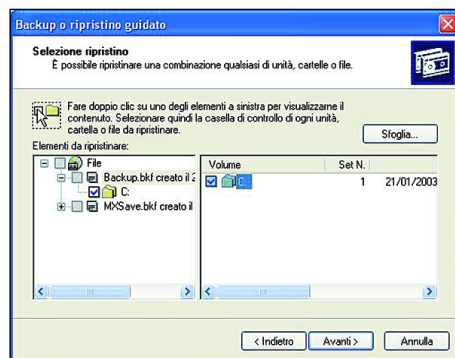 Backup o ripristino guidato
Selezione ripristino
È possibile ripristinare una combinazione qualsiasi di unità, cartelle o file.
Fare doppio clic su uno degli elementi a sinistra per visualizzarne il
contenuto. Selezionare quindi la casella di controllo di ogni unità,
cartella o file da ripristinare.
Sfoglia...
Elementi da ripristinare:
File
Backup.bkf creato il 2
C:
MXSave.bkf creato il
Volume Set N.
C: 1 21/01/2003
< Indietro Avanti > Annulla